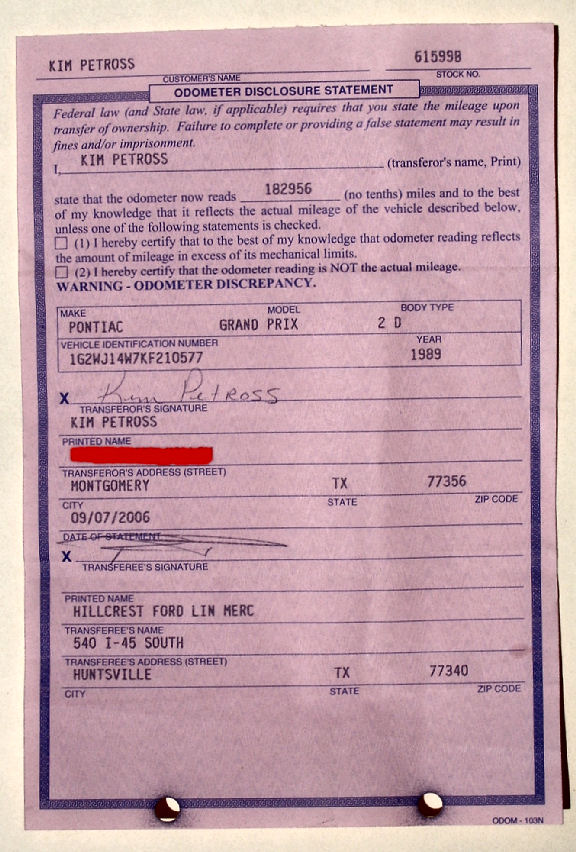 KIM PETROSS 615998
CUSTOMER'S NAME STOCK NO.
ODOMETER DISCLOSURE STATEMENT
Federal law (and State law, if applicable) requires that you state the mileage upon
transfer of ownership. Failure to complete or providing a false statement may result in
fines and/or imprisonment.
I, KIM PETROSS (transferor's name, Print)
state that the odometer now reads 182956 (no tenths) miles and to the best
of my knowledge that it reflects the actual mileage of the vehicle described below,
unless one of the following statements is checked.
(1) I hereby certify that to the best of my knowledge that odometer reading reflects
the amount of mileage in excess of its mechanical limits.
(2) I hereby certify that the odometer reading is NOT the actual mileage.
WARNING - ODOMETER DISCREPANCY.
MAKE MODEL BODY TYPE
PONTIAC GRAND PRIX 2 D
VEHICLE IDENTIFICATION NUMBER YEAR
1G2WJ14W7KF210577 1989
X Kim Petross
TRANSFEROR'S SIGNATURE
KIM PETROSS
PRINTED NAME
TRANSFEROR'S ADDRESS (STREET)
MONTGOMERY TX 77356
CITY STATE ZIP CODE
09/07/2006
DATE OF STATEMENT
X
TRANSFEREE'S SIGNATURE
PRINTED NAME
HILLCREST FORD LIN MERC
TRANSFEREE'S NAME
540 I-45 SOUTH
TRANSFEREE'S ADDRESS (STREET)
HUNTSVILLE TX 77340
CITY STATE ZIP CODE
ODOM - 103N